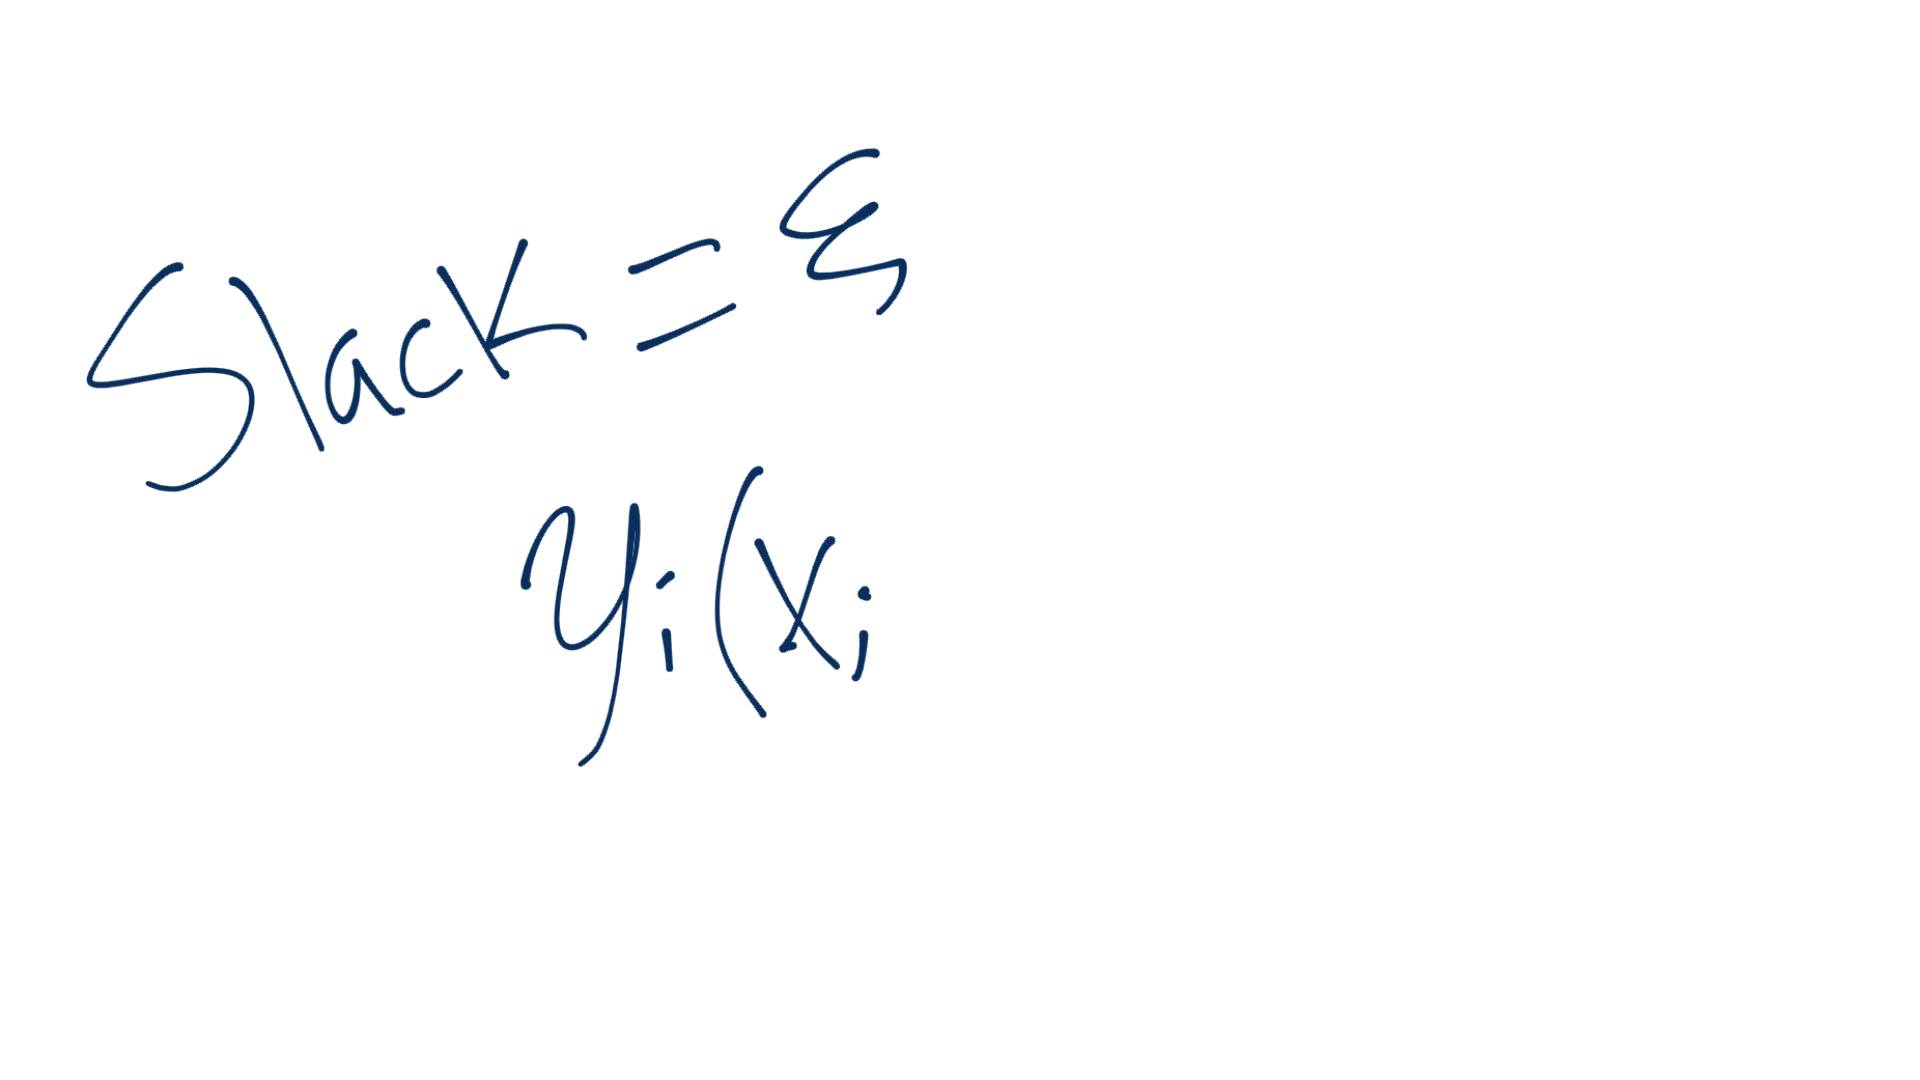 Slack = ξ
yi(xi